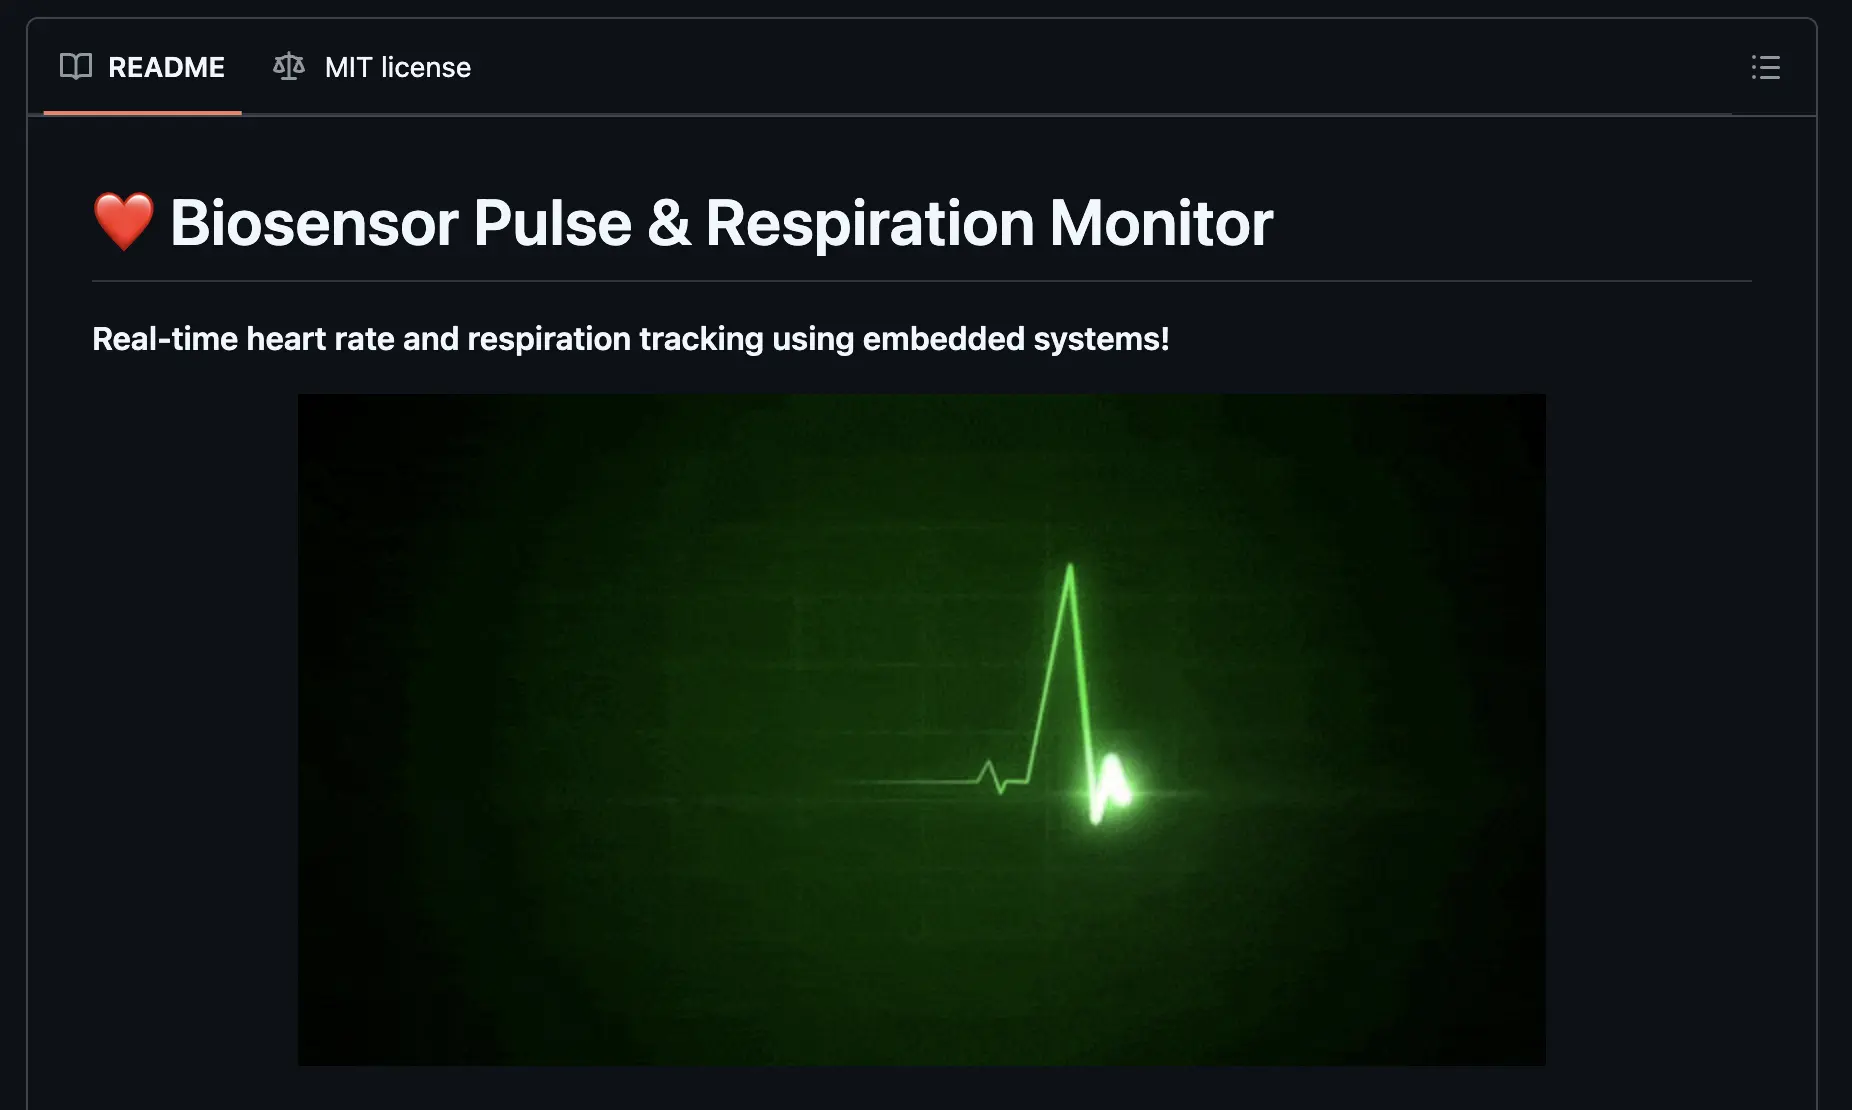 README MIT license
❤️ Biosensor Pulse & Respiration Monitor
Real-time heart rate and respiration tracking using embedded systems!